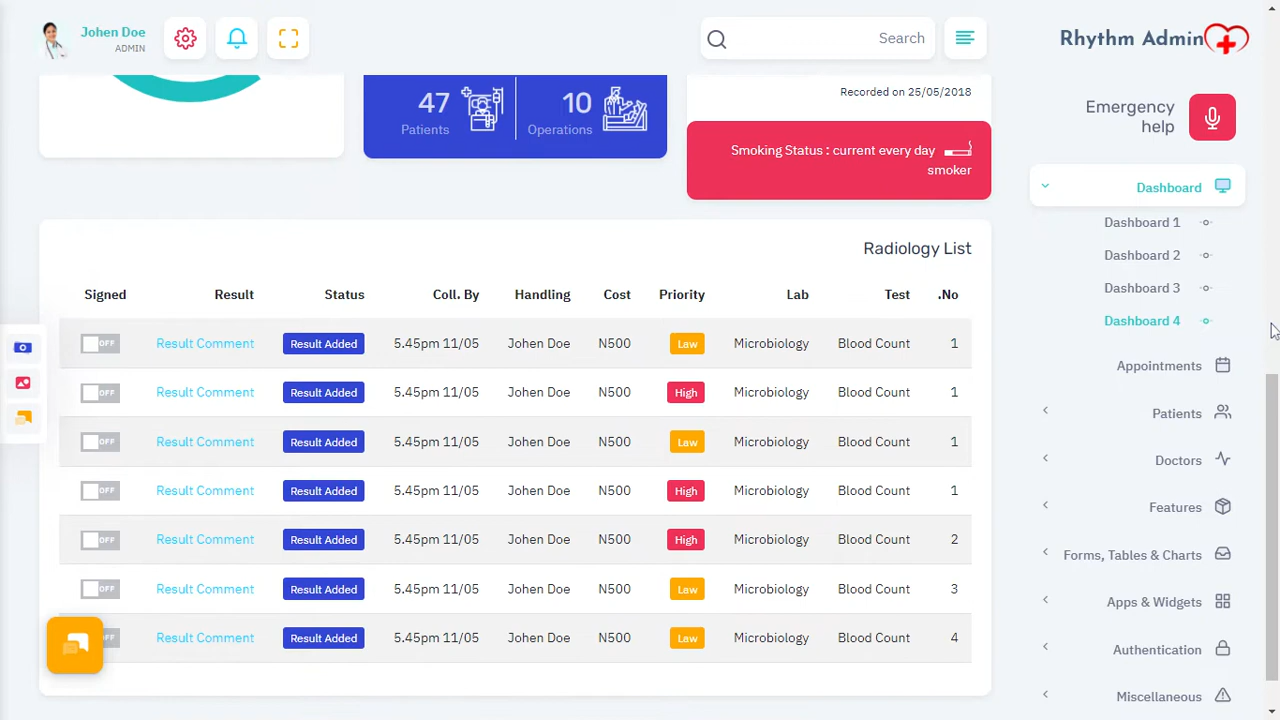 Johen Doe
ADMIN
Search
Rhythm Admin
47
Patients
10
Operations
Recorded on 25/05/2018
Smoking Status : current every day
smoker
Emergency
help
Dashboard
Dashboard 1
Dashboard 2
Dashboard 3
Dashboard 4
Appointments
Patients
Doctors
Features
Forms, Tables & Charts
Apps & Widgets
Authentication
Miscellaneous
Radiology List
Signed Result Status Coll. By Handling Cost Priority Lab Test .No
OFF Result Comment Result Added 5.45pm 11/05 Johen Doe N500 Law Microbiology Blood Count 1
OFF Result Comment Result Added 5.45pm 11/05 Johen Doe N500 High Microbiology Blood Count 1
OFF Result Comment Result Added 5.45pm 11/05 Johen Doe N500 Law Microbiology Blood Count 1
OFF Result Comment Result Added 5.45pm 11/05 Johen Doe N500 High Microbiology Blood Count 1
OFF Result Comment Result Added 5.45pm 11/05 Johen Doe N500 High Microbiology Blood Count 2
OFF Result Comment Result Added 5.45pm 11/05 Johen Doe N500 Law Microbiology Blood Count 3
OFF Result Comment Result Added 5.45pm 11/05 Johen Doe N500 Law Microbiology Blood Count 4